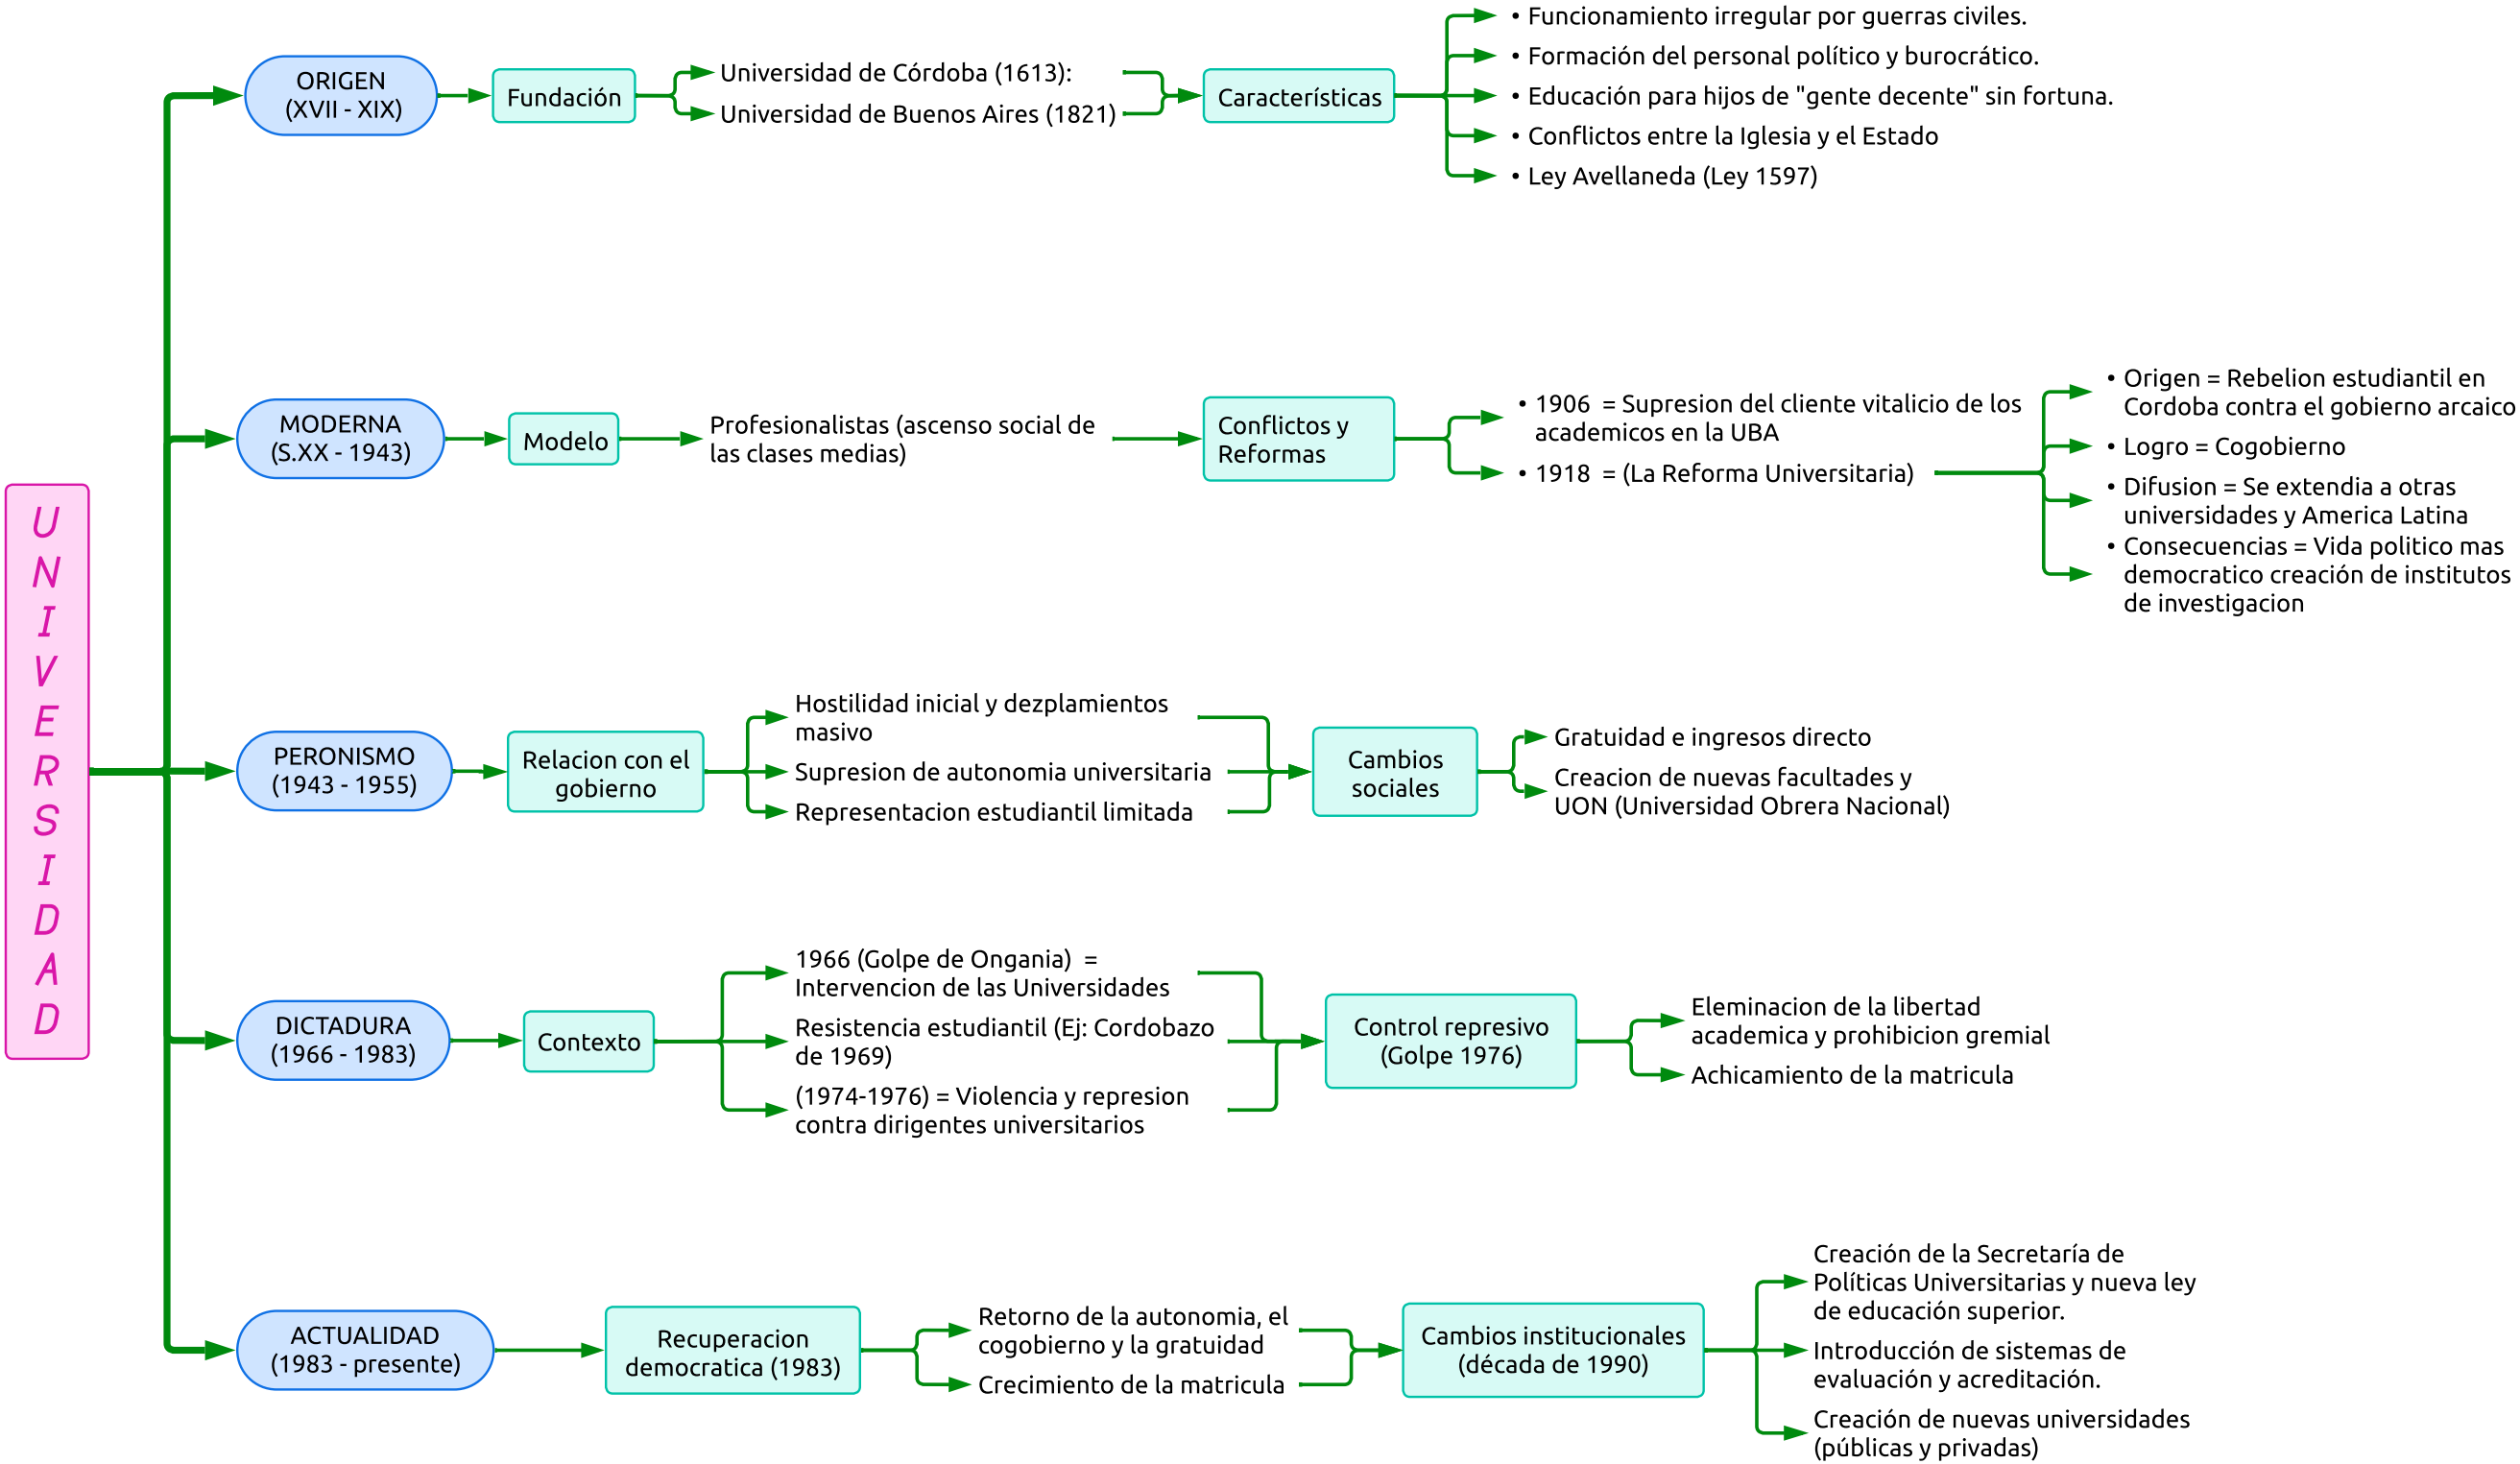 UNIVERSIDAD
ORIGEN
(XVII - XIX)
Fundación
Universidad de Córdoba (1613):
Universidad de Buenos Aires (1821)
Características
• Funcionamiento irregular por guerras civiles.
• Formación del personal político y burocrático.
• Educación para hijos de "gente decente" sin fortuna.
• Conflictos entre la Iglesia y el Estado
• Ley Avellaneda (Ley 1597)
MODERNA
(S.XX - 1943)
Modelo
Profesionalistas (ascenso social de
las clases medias)
Conflictos y
Reformas
• 1906 = Supresion del cliente vitalicio de los
academicos en la UBA
• 1918 = (La Reforma Universitaria)
• Origen = Rebelion estudiantil en
Cordoba contra el gobierno arcaico
• Logro = Cogobierno
• Difusion = Se extendia a otras
universidades y America Latina
• Consecuencias = Vida politico mas
democratico creación de institutos
de investigacion
PERONISMO
(1943 - 1955)
Relacion con el
gobierno
Hostilidad inicial y dezplamientos
masivo
Supresion de autonomia universitaria
Representacion estudiantil limitada
Cambios
sociales
Gratuidad e ingresos directo
Creacion de nuevas facultades y
UON (Universidad Obrera Nacional)
DICTADURA
(1966 - 1983)
Contexto
1966 (Golpe de Ongania) =
Intervencion de las Universidades
Resistencia estudiantil (Ej: Cordobazo
de 1969)
(1974-1976) = Violencia y represion
contra dirigentes universitarios
Control represivo
(Golpe 1976)
Eleminacion de la libertad
academica y prohibicion gremial
Achicamiento de la matricula
ACTUALIDAD
(1983 - presente)
Recuperacion
democratica (1983)
Retorno de la autonomia, el
cogobierno y la gratuidad
Crecimiento de la matricula
Cambios institucionales
(década de 1990)
Creación de la Secretaría de
Políticas Universitarias y nueva ley
de educación superior.
Introducción de sistemas de
evaluación y acreditación.
Creación de nuevas universidades
(públicas y privadas)